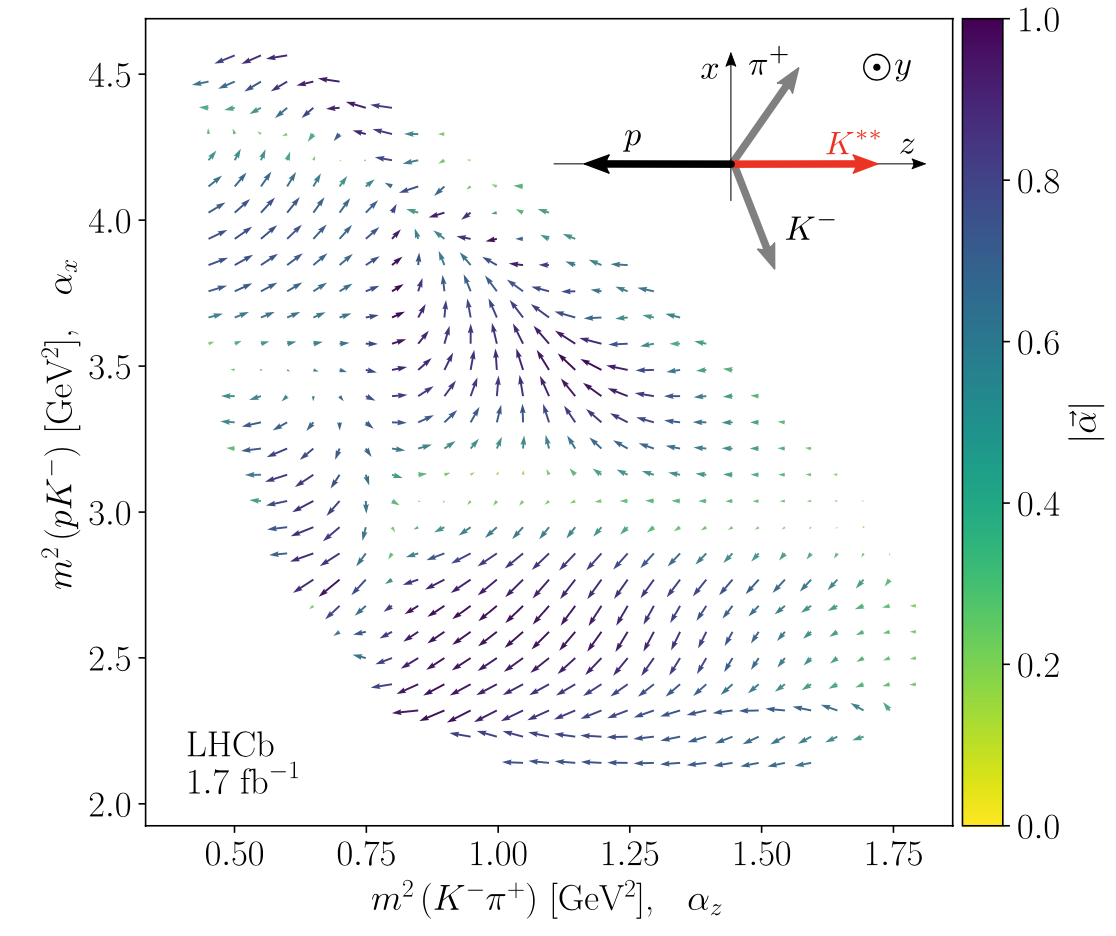 4.5
4.0
3.5
3.0
2.5
2.0
m² (pK⁻) [GeV²], αₓ
0.50 0.75 1.00 1.25 1.50 1.75
m² (K⁻π⁺) [GeV²], α_z
x
π⁺
y
p
K**
z
K⁻
LHCb
1.7 fb⁻¹
1.0
0.8
0.6
0.4
0.2
0.0
|α⃗|